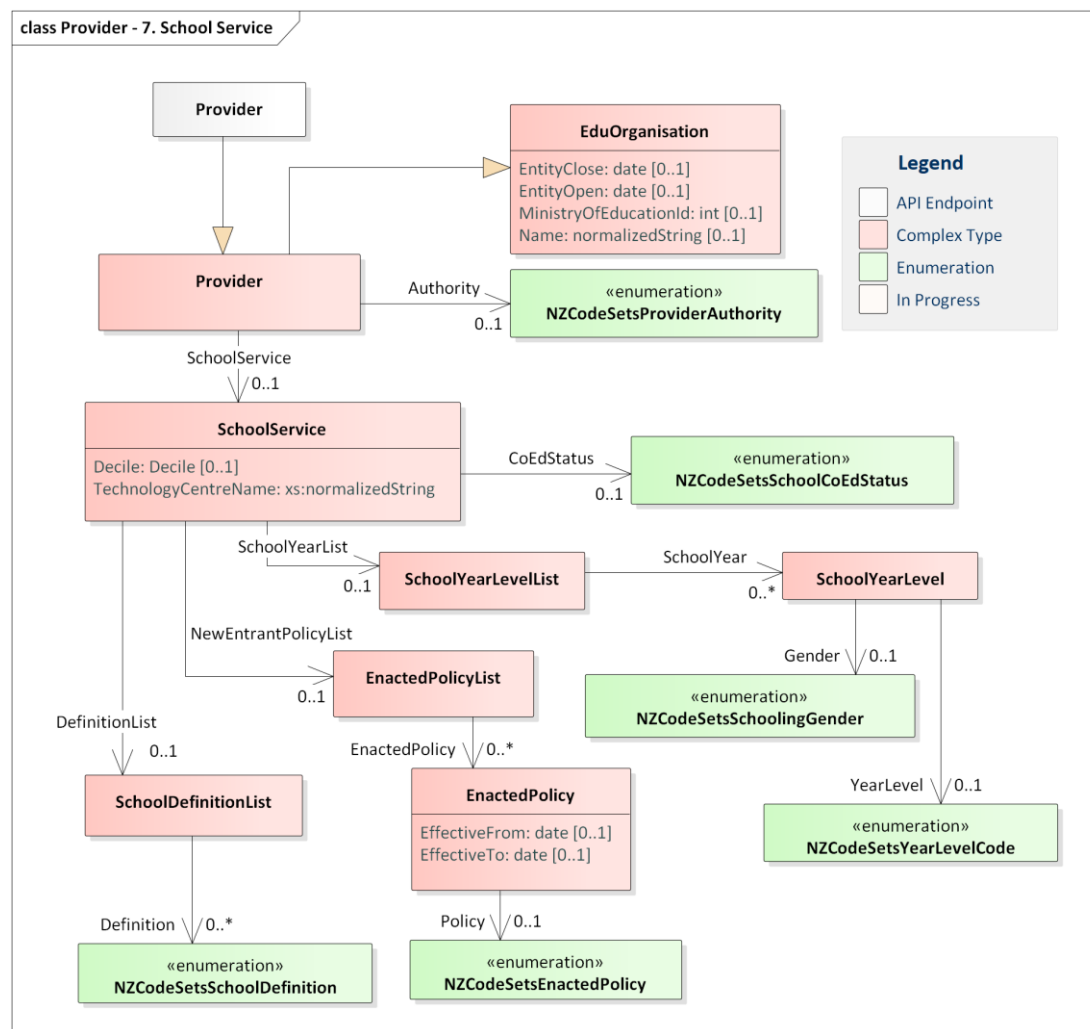 class Provider - 7. School Service
Provider
EduOrganisation
EntityClose: date [0..1]
EntityOpen: date [0..1]
MinistryOfEducationId: int [0..1]
Name: normalizedString [0..1]
Legend
API Endpoint
Complex Type
Enumeration
In Progress
Provider
Authority
0..1
«enumeration»
NZCodeSetsProviderAuthority
SchoolService
0..1
SchoolService
Decile: Decile [0..1]
TechnologyCentreName: xs:normalizedString
CoEdStatus
0..1
«enumeration»
NZCodeSetsSchoolCoEdStatus
SchoolYearList
0..1
SchoolYearLevelList
SchoolYear
0..*
SchoolYearLevel
NewEntrantPolicyList
0..1
EnactedPolicyList
Gender
0..1
«enumeration»
NZCodeSetsSchoolingGender
DefinitionList
0..1
SchoolDefinitionList
EnactedPolicy
0..*
EnactedPolicy
EffectiveFrom: date [0..1]
EffectiveTo: date [0..1]
YearLevel
0..1
«enumeration»
NZCodeSetsYearLevelCode
Definition
0..*
«enumeration»
NZCodeSetsSchoolDefinition
Policy
0..1
«enumeration»
NZCodeSetsEnactedPolicy